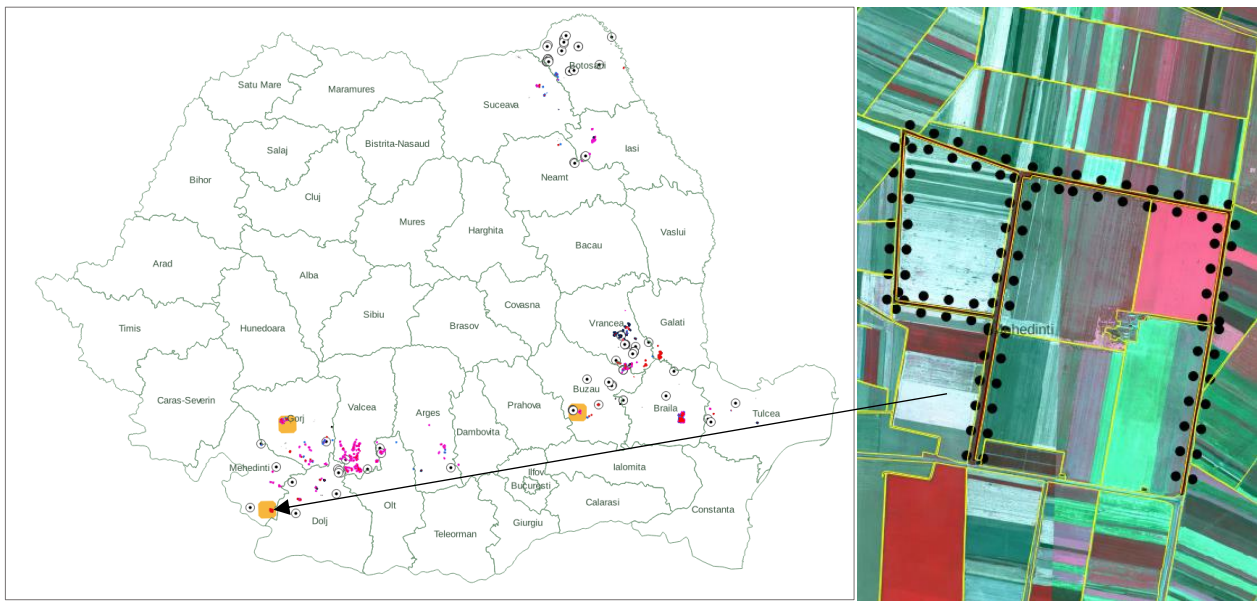 Satu Mare
Maramures
Botosani
Suceava
Bistrita-Nasaud
Salaj
Iasi
Bihor
Neamt
Cluj
Mures
Harghita
Vaslui
Bacau
Arad
Alba
Covasna
Timis
Hunedoara
Sibiu
Brasov
Vrancea
Galati
Caras-Severin
Buzau
Valcea
Arges
Prahova
Braila
Tulcea
Gorj
Dambovita
Mehedinti
Ilfov
Ialomita
Bucuresti
Olt
Calarasi
Constanta
Dolj
Teleorman
Giurgiu
Mehedinti